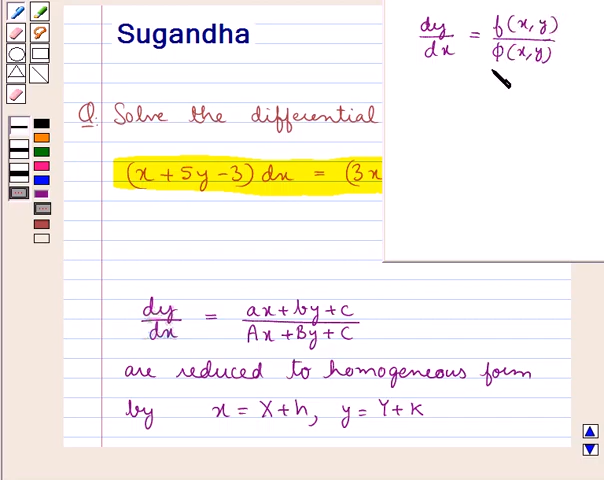 Sugandha
dy/dx = f(x,y)/φ(x,y)
Q. Solve the differential
(x + 5y - 3) dx = (3x
dy/dx = ax + by + c / Ax + By + C
are reduced to homogeneous form
by x = X + h, y = Y + k